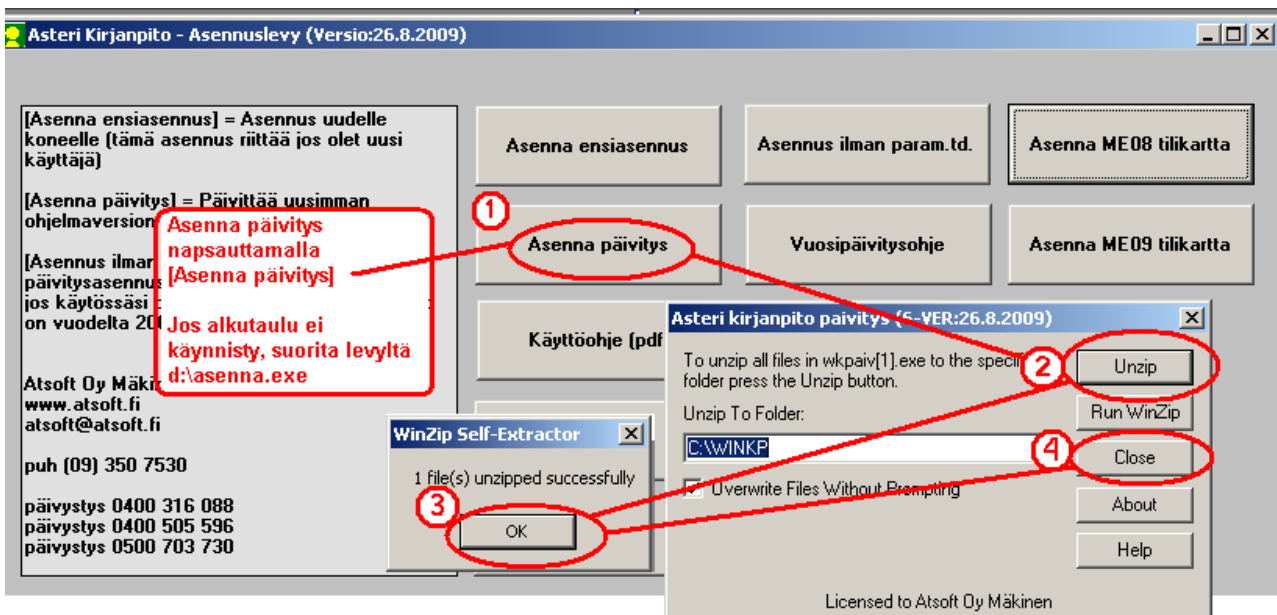 Asteri Kirjanpito - Asennuslevy (Versio:26.8.2009)
[Asenna ensiasennus] = Asennus uudelle
koneelle (tämä asennus riittää jos olet uusi
käyttäjä)
[Asenna päivitys] = Päivittää uusimman
ohjelmaversion
[Asennus ilman
päivitysasennus
jos käytössäsi
on vuodelta
Atsoft Oy Mäkinen
www.atsoft.fi
atsoft@atsoft.fi
puh (09) 350 7530
päivystys 0400 316 088
päivystys 0400 505 596
päivystys 0500 703 730
Asenna päivitys
napsauttamalla
[Asenna päivitys]
Jos alkutaulu ei
käynnisty, suorita levyltä
d:\asenna.exe
Asenna ensiasennus
Asennus ilman param.td.
Asenna ME08 tilikartta
1
Asenna päivitys
Vuosipäivitysohje
Asenna ME09 tilikartta
Käyttöohje (pdf
Asteri kirjanpito paivitys (S-VER:26.8.2009)
To unzip all files in wkpaiv[1].exe to the
folder press the Unzip button.
Unzip To Folder:
C:\WINKP
Overwrite Files Without Prompting
2
Unzip
Run WinZip
4
Close
About
Help
Licensed to Atsoft Oy Mäkinen
WinZip Self-Extractor
1 file(s) unzipped successfully
3
OK